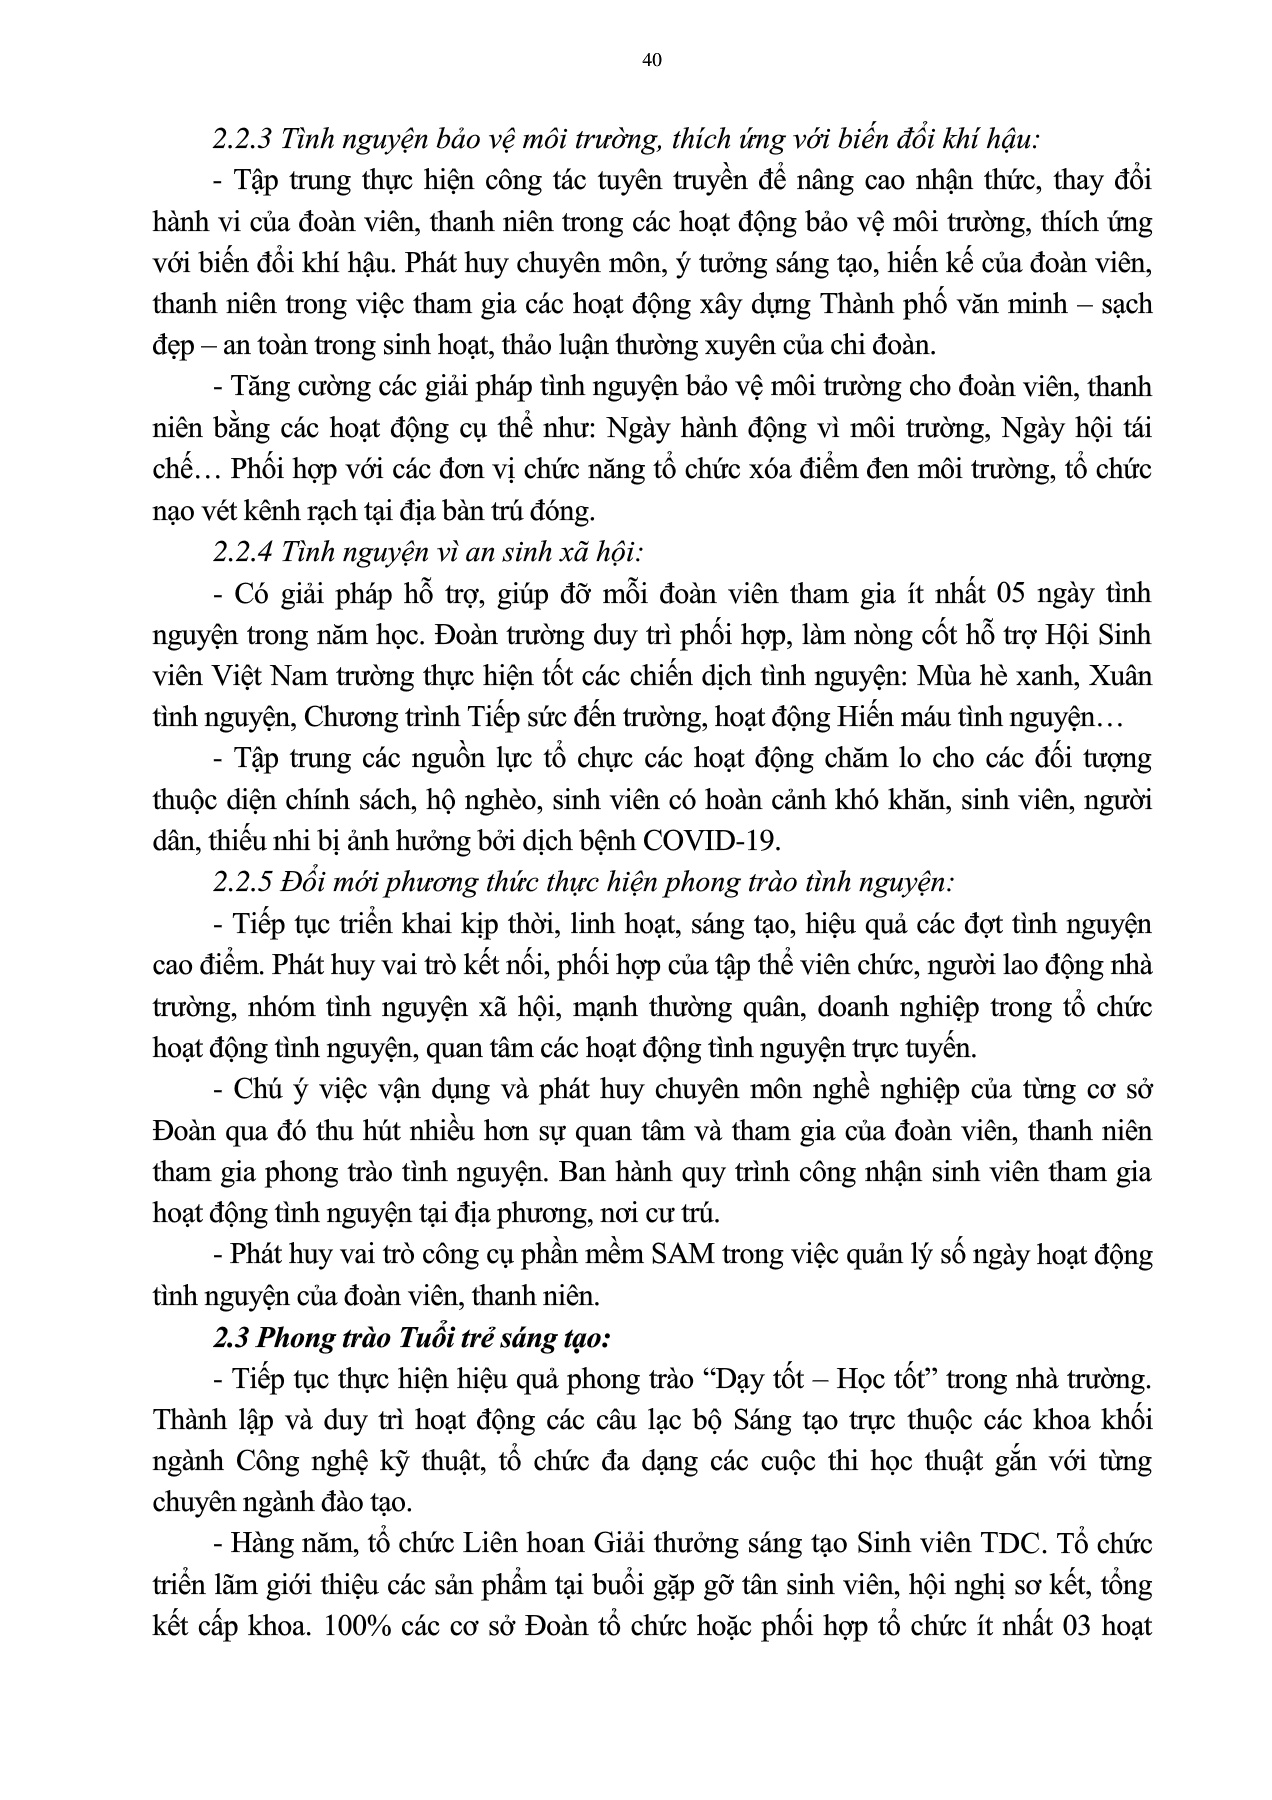 40
2.2.3 Tình nguyện bảo vệ môi trường, thích ứng với biến đổi khí hậu:
- Tập trung thực hiện công tác tuyên truyền để nâng cao nhận thức, thay đổi
hành vi của đoàn viên, thanh niên trong các hoạt động bảo vệ môi trường, thích ứng
với biến đổi khí hậu. Phát huy chuyên môn, ý tưởng sáng tạo, hiến kế của đoàn viên,
thanh niên trong việc tham gia các hoạt động xây dựng Thành phố văn minh – sạch
đẹp – an toàn trong sinh hoạt, thảo luận thường xuyên của chi đoàn.
- Tăng cường các giải pháp tình nguyện bảo vệ môi trường cho đoàn viên, thanh
niên bằng các hoạt động cụ thể như: Ngày hành động vì môi trường, Ngày hội tái
chế… Phối hợp với các đơn vị chức năng tổ chức xóa điểm đen môi trường, tổ chức
nạo vét kênh rạch tại địa bàn trú đóng.
2.2.4 Tình nguyện vì an sinh xã hội:
- Có giải pháp hỗ trợ, giúp đỡ mỗi đoàn viên tham gia ít nhất 05 ngày tình
nguyện trong năm học. Đoàn trường duy trì phối hợp, làm nòng cốt hỗ trợ Hội Sinh
viên Việt Nam trường thực hiện tốt các chiến dịch tình nguyện: Mùa hè xanh, Xuân
tình nguyện, Chương trình Tiếp sức đến trường, hoạt động Hiến máu tình nguyện…
- Tập trung các nguồn lực tổ chực các hoạt động chăm lo cho các đối tượng
thuộc diện chính sách, hộ nghèo, sinh viên có hoàn cảnh khó khăn, sinh viên, người
dân, thiếu nhi bị ảnh hưởng bởi dịch bệnh COVID-19.
2.2.5 Đổi mới phương thức thực hiện phong trào tình nguyện:
- Tiếp tục triển khai kịp thời, linh hoạt, sáng tạo, hiệu quả các đợt tình nguyện
cao điểm. Phát huy vai trò kết nối, phối hợp của tập thể viên chức, người lao động nhà
trường, nhóm tình nguyện xã hội, mạnh thường quân, doanh nghiệp trong tổ chức
hoạt động tình nguyện, quan tâm các hoạt động tình nguyện trực tuyến.
- Chú ý việc vận dụng và phát huy chuyên môn nghề nghiệp của từng cơ sở
Đoàn qua đó thu hút nhiều hơn sự quan tâm và tham gia của đoàn viên, thanh niên
tham gia phong trào tình nguyện. Ban hành quy trình công nhận sinh viên tham gia
hoạt động tình nguyện tại địa phương, nơi cư trú.
- Phát huy vai trò công cụ phần mềm SAM trong việc quản lý số ngày hoạt động
tình nguyện của đoàn viên, thanh niên.
2.3 Phong trào Tuổi trẻ sáng tạo:
- Tiếp tục thực hiện hiệu quả phong trào “Dạy tốt – Học tốt” trong nhà trường.
Thành lập và duy trì hoạt động các câu lạc bộ Sáng tạo trực thuộc các khoa khối
ngành Công nghệ kỹ thuật, tổ chức đa dạng các cuộc thi học thuật gắn với từng
chuyên ngành đào tạo.
- Hàng năm, tổ chức Liên hoan Giải thưởng sáng tạo Sinh viên TDC. Tổ chức
triển lãm giới thiệu các sản phẩm tại buổi gặp gỡ tân sinh viên, hội nghị sơ kết, tổng
kết cấp khoa. 100% các cơ sở Đoàn tổ chức hoặc phối hợp tổ chức ít nhất 03 hoạt